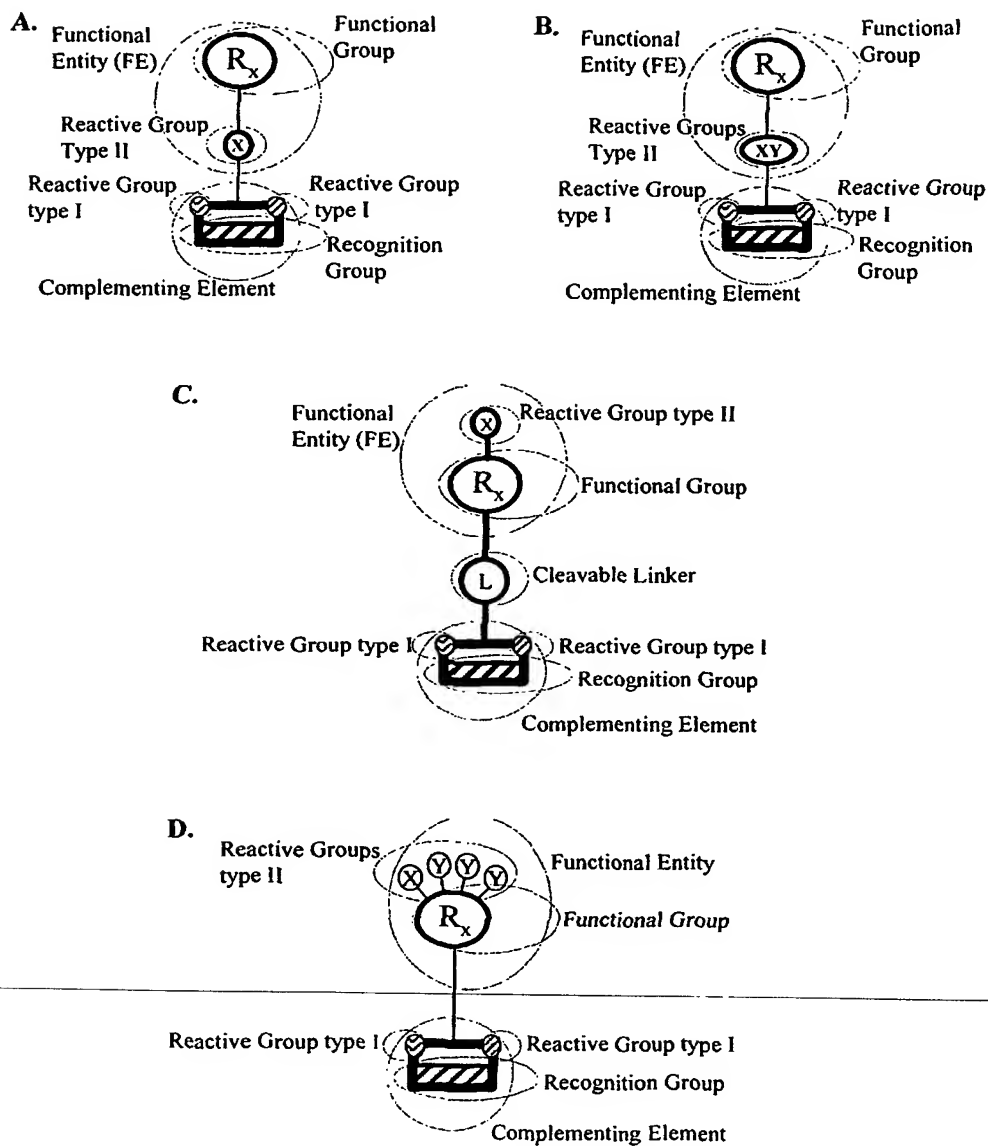 A.
Functional
Entity (FE)
Functional
Group
Rx
Reactive Group
Type II
X
Reactive Group
type I
Reactive Group
type I
Recognition
Group
Complementing Element
B.
Functional
Entity (FE)
Functional
Group
Rx
Reactive Groups
Type II
XY
Reactive Group
type I
Reactive Group
type I
Recognition
Group
Complementing Element
C.
Functional
Entity (FE)
X
Reactive Group type II
Rx
Functional Group
L
Cleavable Linker
Reactive Group type I
Reactive Group type I
Recognition Group
Complementing Element
D.
Reactive Groups
type II
X Y Y Y
Functional Entity
Rx
Functional Group
Reactive Group type I
Reactive Group type I
Recognition Group
Complementing Element